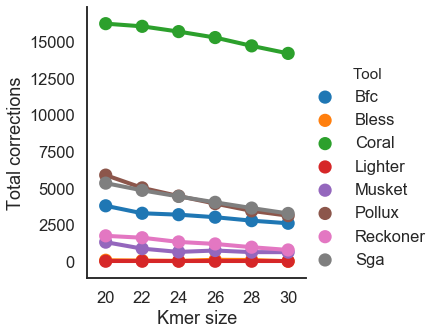 15000
12500
10000
7500
5000
2500
0
Total corrections
20 22 24 26 28 30
Kmer size
Tool
Bfc
Bless
Coral
Lighter
Musket
Pollux
Reckoner
Sga